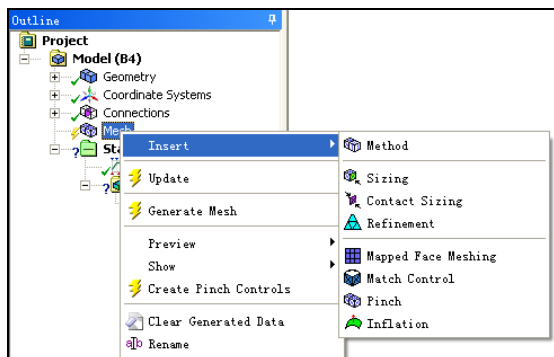 Outline
Project
Model (B4)
Geometry
Coordinate Systems
Connections
Mesh
Sta
Insert
Update
Generate Mesh
Preview
Show
Create Pinch Controls
Clear Generated Data
Rename
Method
Sizing
Contact Sizing
Refinement
Mapped Face Meshing
Match Control
Pinch
Inflation